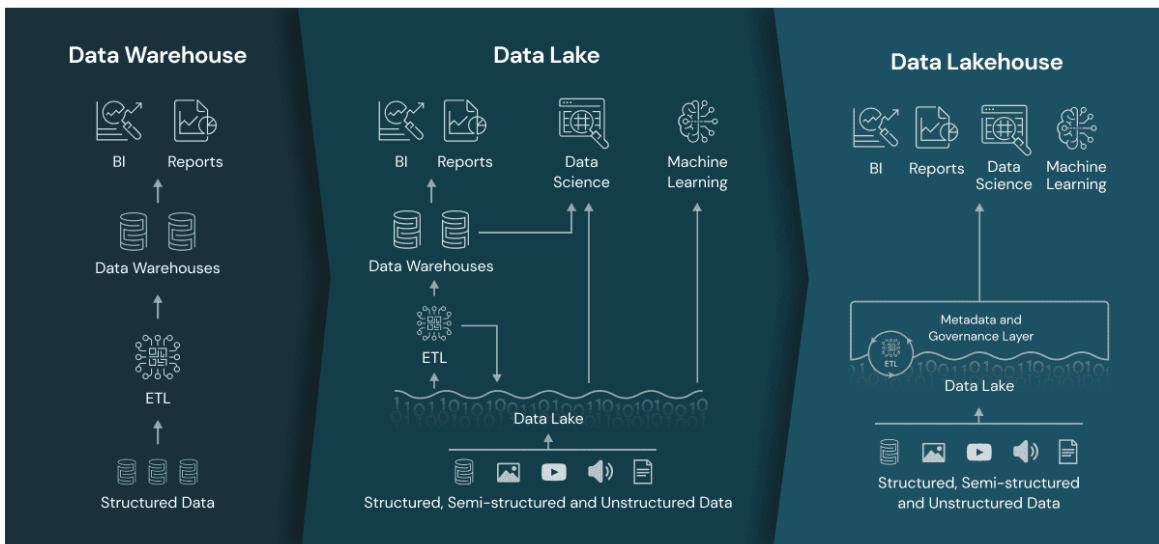 Data Warehouse
BI
Reports
Data Warehouses
ETL
Structured Data
Data Lake
BI
Reports
Data
Science
Machine
Learning
Data Warehouses
ETL
Data Lake
Structured, Semi-structured and Unstructured Data
Data Lakehouse
BI
Reports
Data
Science
Machine
Learning
Metadata and
Governance Layer
ETL
Data Lake
Structured, Semi-structured
and Unstructured Data